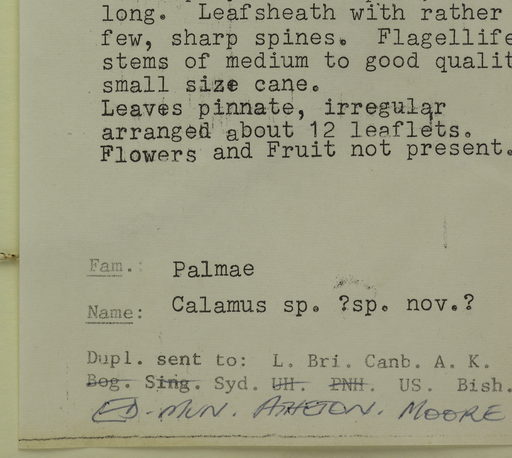 long. Leafsheath with rather
few, sharp spines. Flagellife
stems of medium to good qualit
small size cane.
Leaves pinnate, irregular
arranged about 12 leaflets.
Flowers and Fruit not present.
Fam.: Palmae
Name: Calamus sp. ?sp. nov.?
Dupl. sent to: L. Bri. Canb. A. K.
Bog. Sing. Syd. UH. PNH. US. Bish.
ED. MUN. ATHETON. MOORE